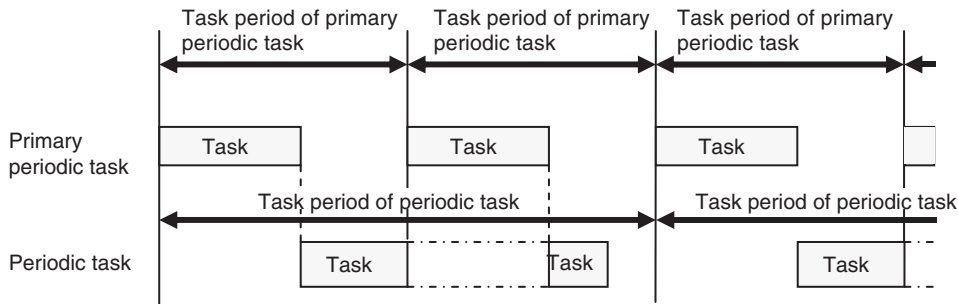 Task period of primary
periodic task
Task period of primary
periodic task
Task period of primary
periodic task
Primary
periodic task
Task
Task
Task
Task period of periodic task
Task period of periodic task
Periodic task
Task
Task
Task